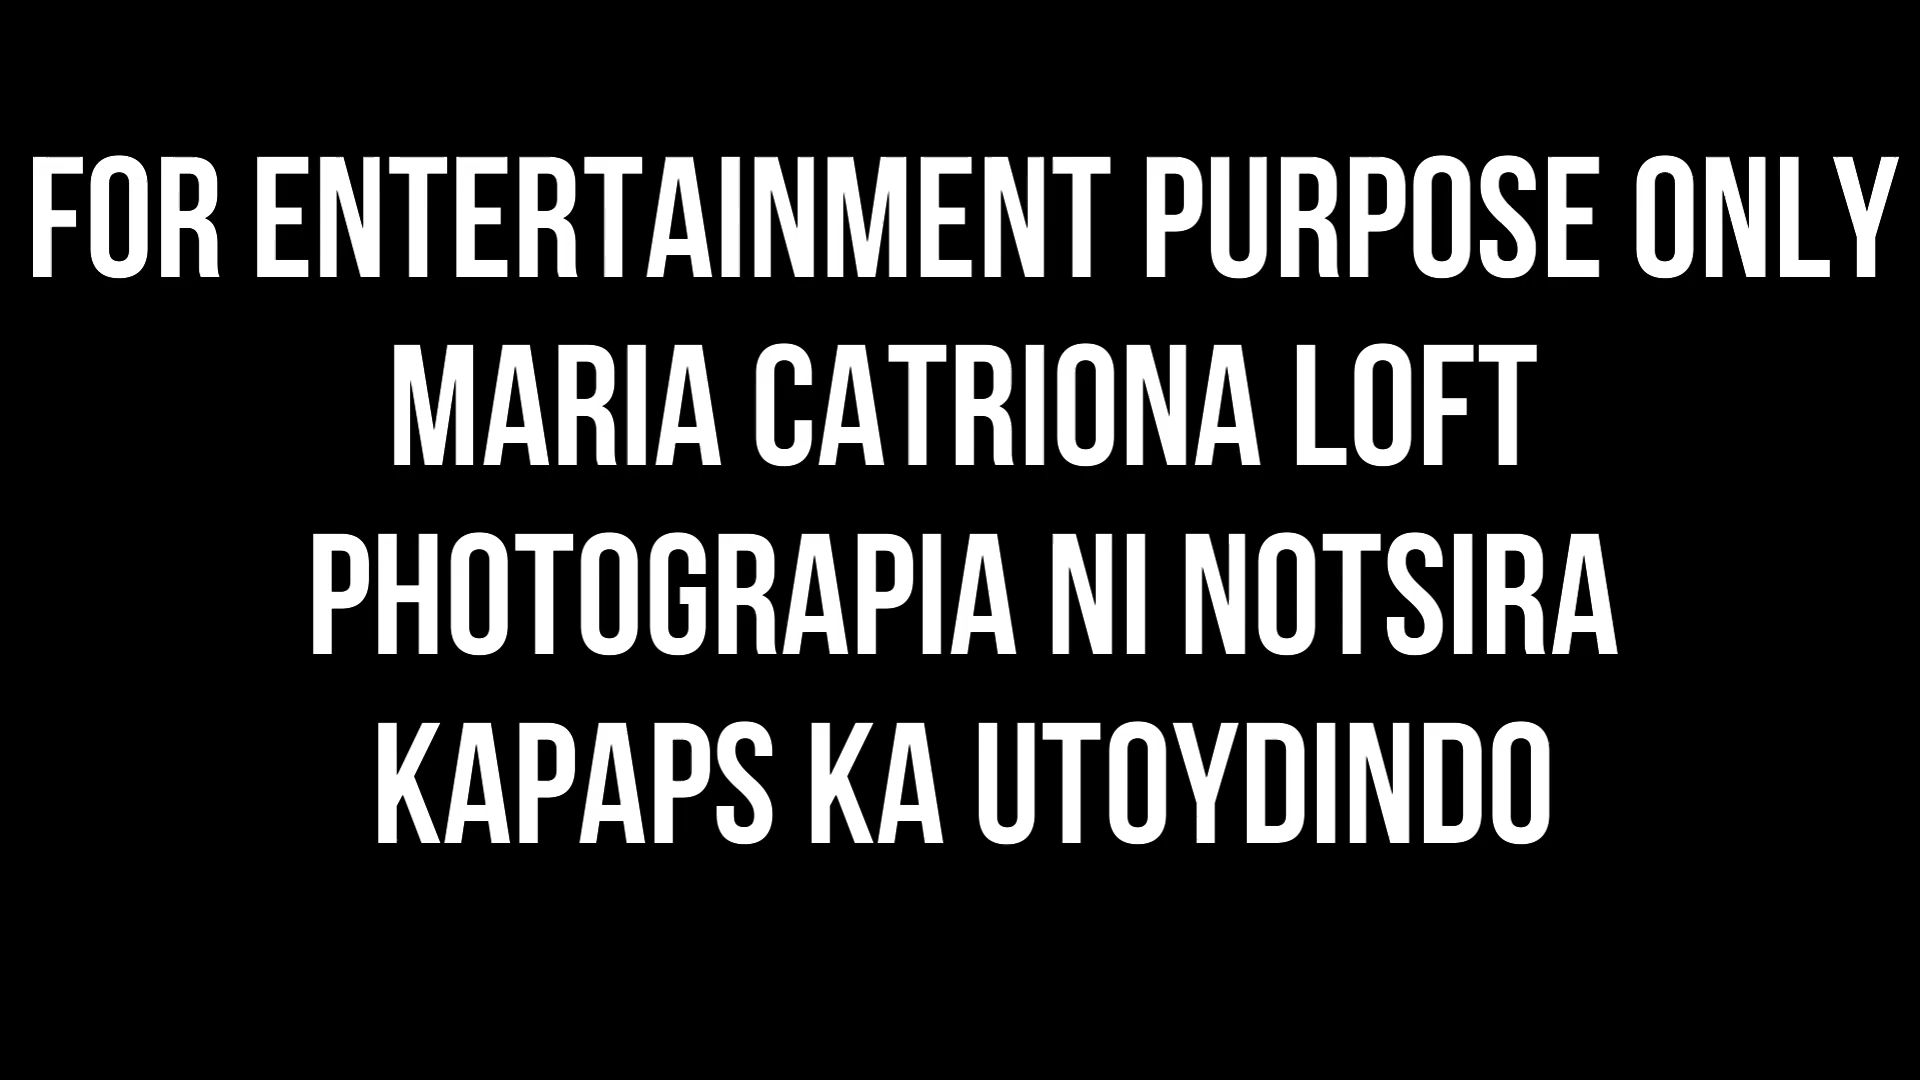 FOR ENTERTAINMENT PURPOSE ONLY
MARIA CATRIONA LOFT
PHOTOGRAPIA NI NOTSIRA
KAPAPS KA UTOYDINDO